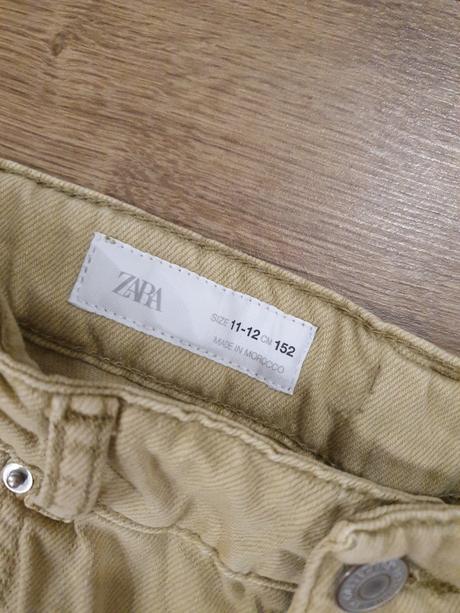 ZARA
SIZE 11-12 CM 152
MADE IN MOROCCO